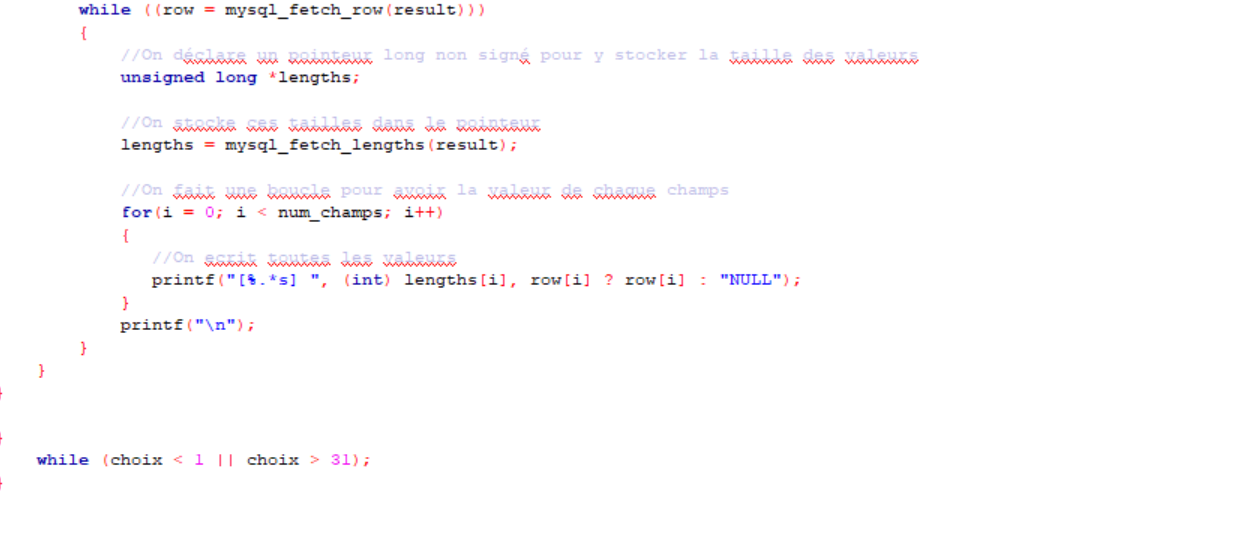 while ((row = mysql_fetch_row(result)))
{
//On déclare un pointeur long non signé pour y stocker la taille des valeurs
unsigned long *lengths;
//On stocke ces tailles dans le pointeur
lengths = mysql_fetch_lengths(result);
//On fait une boucle pour avoir la valeur de chaque champs
for(i = 0; i < num_champs; i++)
{
//On ecrit toutes les valeurs
printf("[%.*s] ", (int) lengths[i], row[i] ? row[i] : "NULL");
}
printf("\n");
}
}
}
}
while (choix < 1 || choix > 31);
}